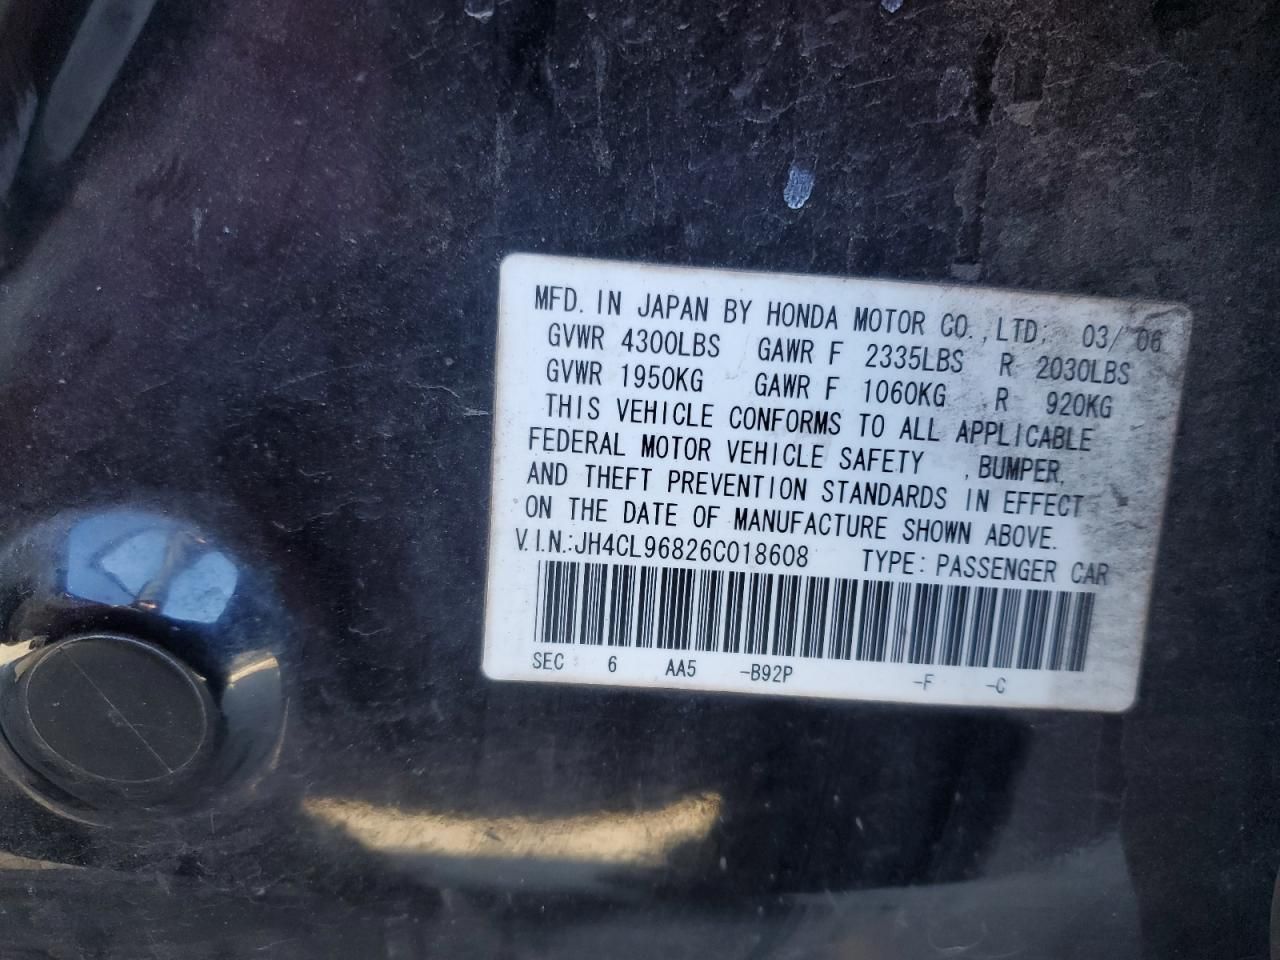 MFD. IN JAPAN BY HONDA MOTOR CO.,LTD. 03/ 06
GVWR 4300LBS GAWR F 2335LBS R 2030LBS
GVWR 1950KG GAWR F 1060KG R 920KG
THIS VEHICLE CONFORMS TO ALL APPLICABLE
FEDERAL MOTOR VEHICLE SAFETY , BUMPER,
AND THEFT PREVENTION STANDARDS IN EFFECT
ON THE DATE OF MANUFACTURE SHOWN ABOVE.
V.I.N.:JH4CL96826C018608 TYPE: PASSENGER CAR
SEC 6 AA5 -B92P -F -C